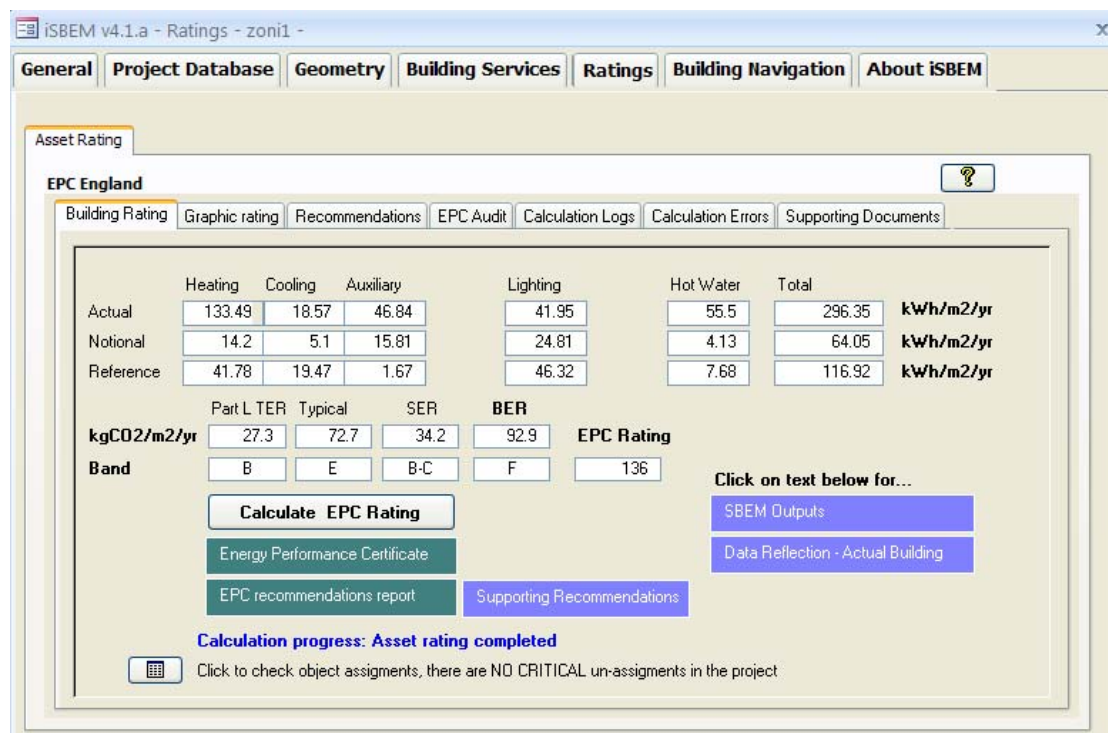 iSBEM v4.1.a - Ratings - zoni1 -
x
General Project Database Geometry Building Services Ratings Building Navigation About iSBEM
Asset Rating
EPC England
?
Building Rating Graphic rating Recommendations EPC Audit Calculation Logs Calculation Errors Supporting Documents
Heating Cooling Auxiliary Lighting Hot Water Total
Actual 133.49 18.57 46.84 41.95 55.5 296.35 kWh/m2/yr
Notional 14.2 5.1 15.81 24.81 4.13 64.05 kWh/m2/yr
Reference 41.78 19.47 1.67 46.32 7.68 116.92 kWh/m2/yr
Part L TER Typical SER BER
kgCO2/m2/yr 27.3 72.7 34.2 92.9 EPC Rating
Band B E B-C F 136
Click on text below for...
Calculate EPC Rating SBEM Outputs
Energy Performance Certificate Data Reflection - Actual Building
EPC recommendations report Supporting Recommendations
Calculation progress: Asset rating completed
Click to check object assigments, there are NO CRITICAL un-assigments in the project